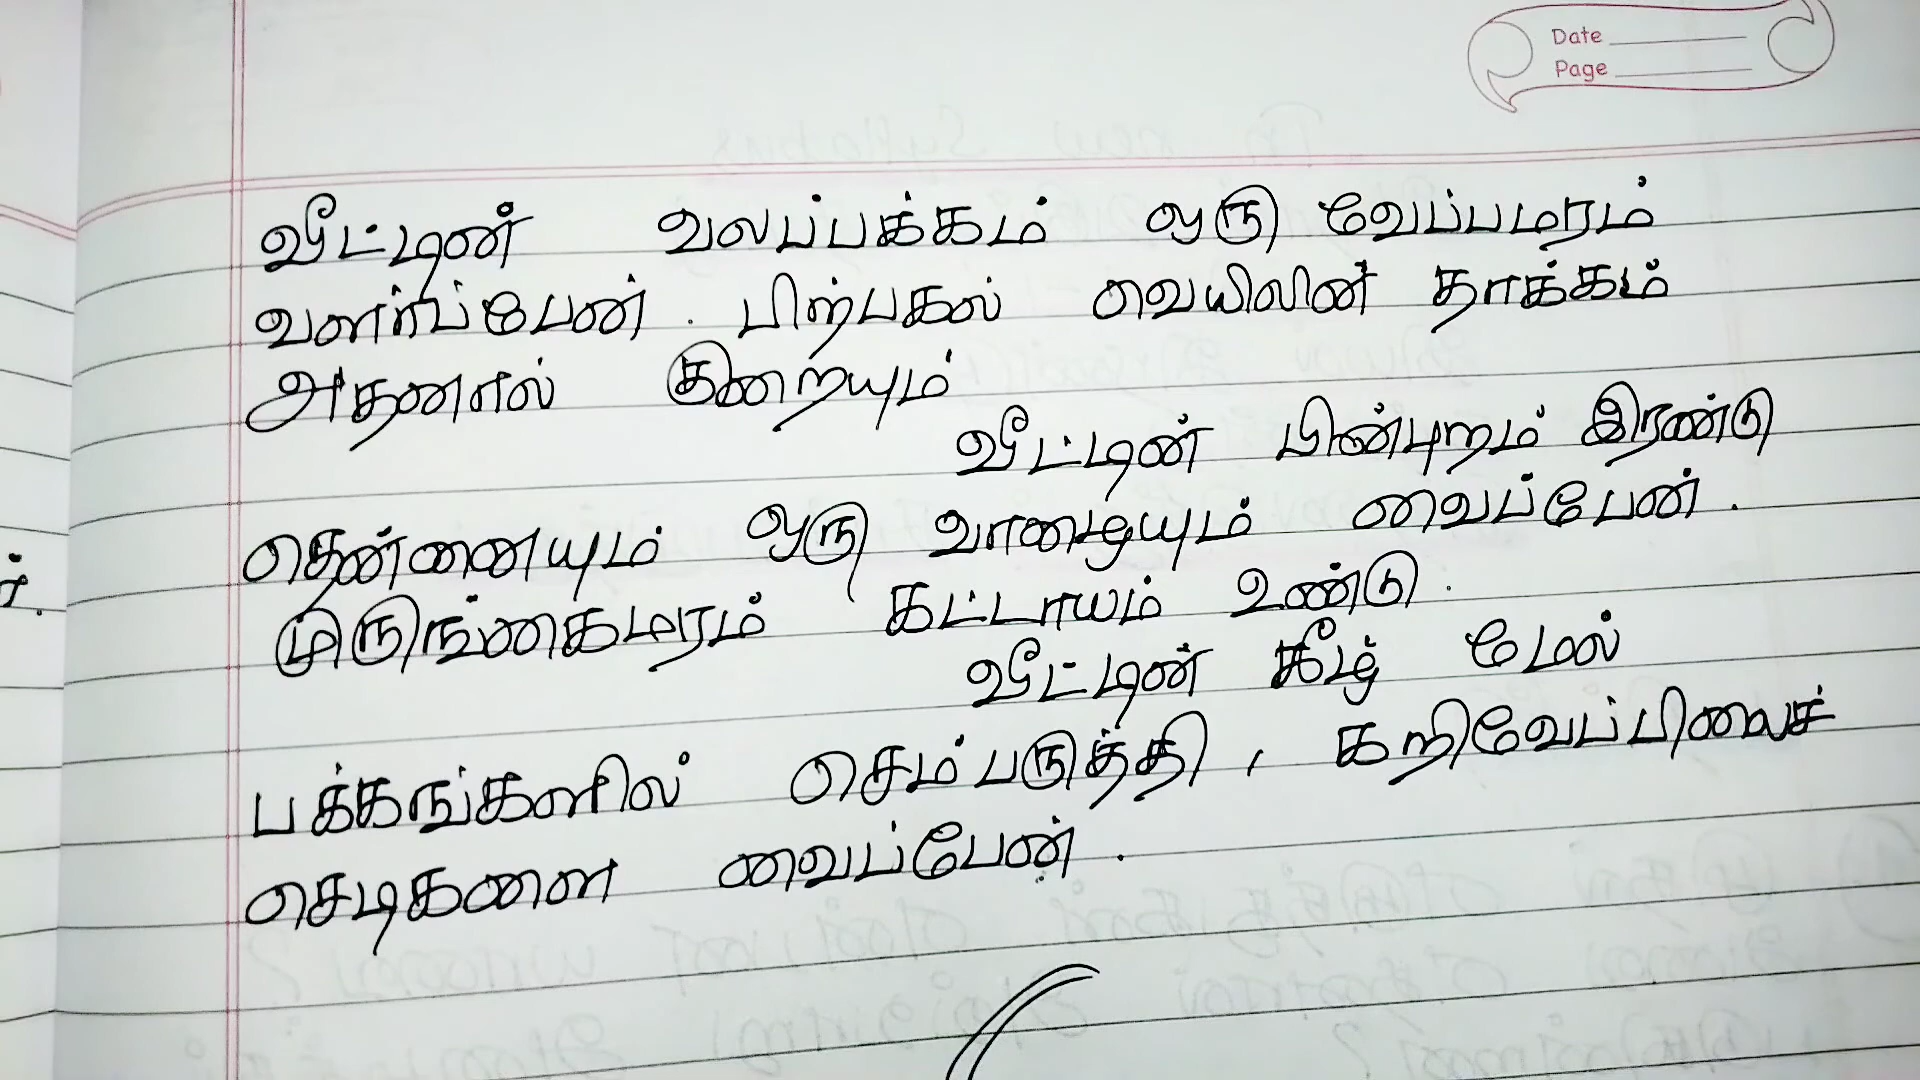 Date
Page
வீட்டின் வலப்பக்கம் ஒரு வேப்பமரம்
வளர்ப்பேன். பிற்பகல் வெயிலின் தாக்கம்
அதனால் குறையும்
வீட்டின் பின்புறம் இரண்டு
தென்னையும் ஒரு வாழையும் வைப்பேன்.
முருங்கைமரம் கட்டாயம் உண்டு.
வீட்டின் கீழ் மேல்
பக்கங்களில் செம்பருத்தி, கறிவேப்பிலைச்
செடிகளை வைப்பேன்.